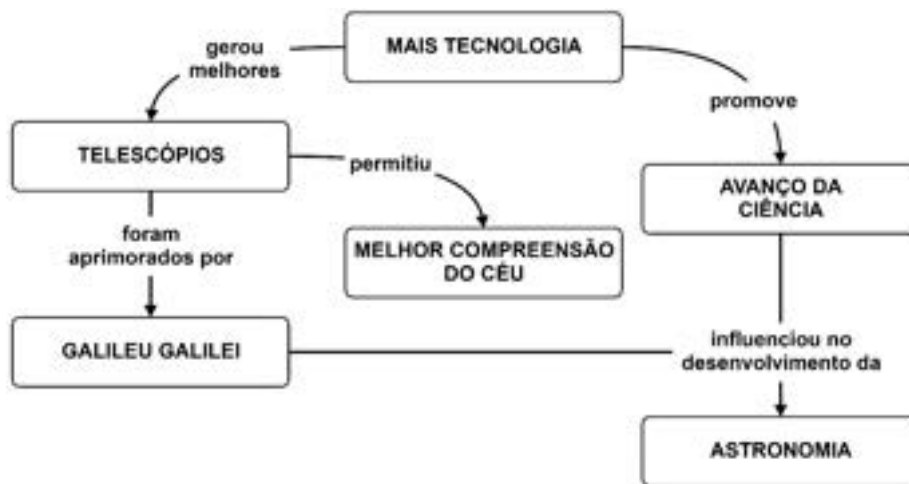 MAIS TECNOLOGIA
gerou
melhores
promove
TELESCÓPIOS
permitiu
AVANÇO DA
CIÊNCIA
foram
aprimorados por
MELHOR COMPREENSÃO
DO CÉU
GALILEU GALILEI
influenciou no
desenvolvimento da
ASTRONOMIA